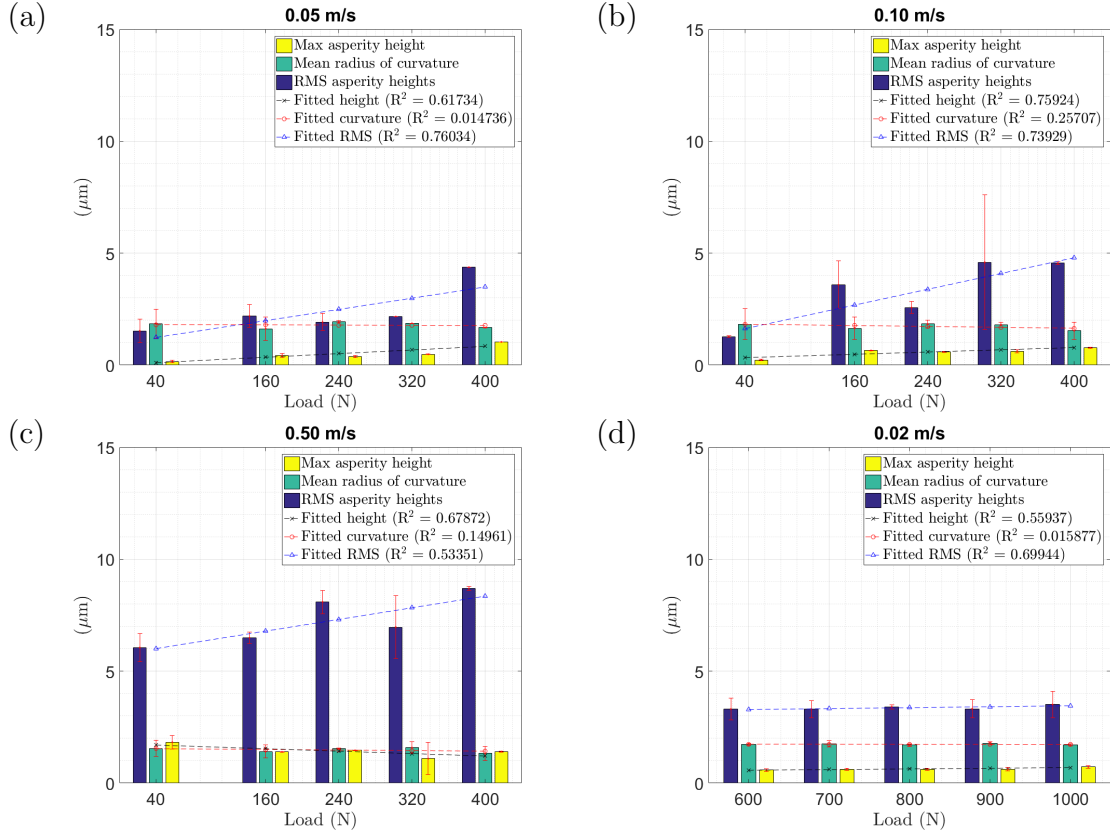 (a)
0.05 m/s
15
10
5
0
(μm)
Max asperity height
Mean radius of curvature
RMS asperity heights
Fitted height (R² = 0.61734)
Fitted curvature (R² = 0.014736)
Fitted RMS (R² = 0.76034)
40 160 240 320 400
Load (N)
(b)
0.10 m/s
15
10
5
0
(μm)
Max asperity height
Mean radius of curvature
RMS asperity heights
Fitted height (R² = 0.75924)
Fitted curvature (R² = 0.25707)
Fitted RMS (R² = 0.73929)
40 160 240 320 400
Load (N)
(c)
0.50 m/s
15
10
5
0
(μm)
Max asperity height
Mean radius of curvature
RMS asperity heights
Fitted height (R² = 0.67872)
Fitted curvature (R² = 0.14961)
Fitted RMS (R² = 0.53351)
40 160 240 320 400
Load (N)
(d)
0.02 m/s
15
10
5
0
(μm)
Max asperity height
Mean radius of curvature
RMS asperity heights
Fitted height (R² = 0.55937)
Fitted curvature (R² = 0.015877)
Fitted RMS (R² = 0.69944)
600 700 800 900 1000
Load (N)